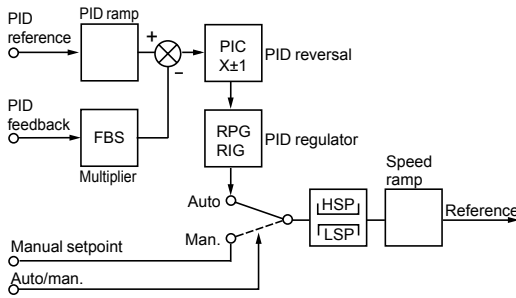 PID
reference
PID ramp
+
−
PIC
X±1
PID reversal
PID
feedback
FBS
Multiplier
RPG
RIG
PID regulator
Auto
Man.
HSP
LSP
Speed
ramp
Reference
Manual setpoint
Auto/man.